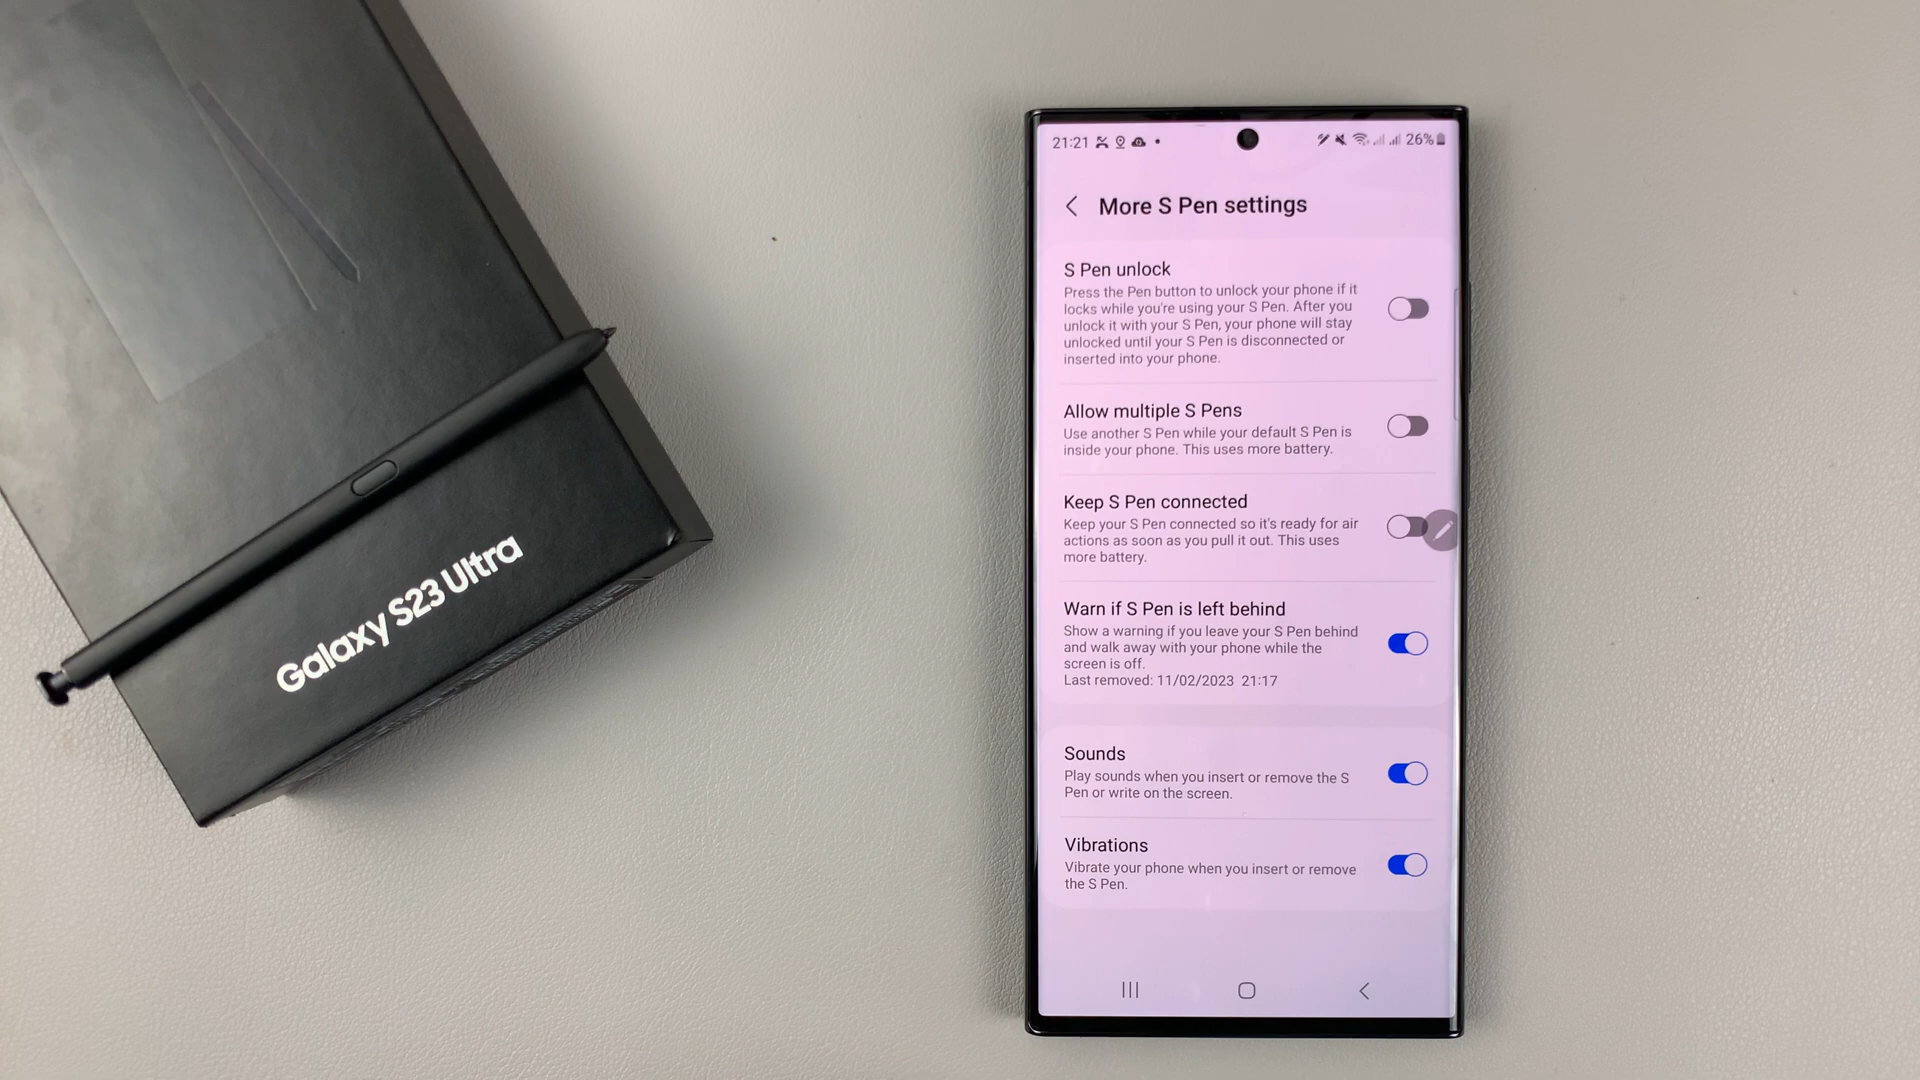 Galaxy S23 Ultra
21:21
26%
More S Pen settings
S Pen unlock
Press the Pen button to unlock your phone if it
locks while you're using your S Pen. After you
unlock it with your S Pen, your phone will stay
unlocked until your S Pen is disconnected or
inserted into your phone.
Allow multiple S Pens
Use another S Pen while your default S Pen is
inside your phone. This uses more battery.
Keep S Pen connected
Keep your S Pen connected so it's ready for air
actions as soon as you pull it out. This uses
more battery.
Warn if S Pen is left behind
Show a warning if you leave your S Pen behind
and walk away with your phone while the
screen is off.
Last removed: 11/02/2023 21:17
Sounds
Play sounds when you insert or remove the S
Pen or write on the screen.
Vibrations
Vibrate your phone when you insert or remove
the S Pen.